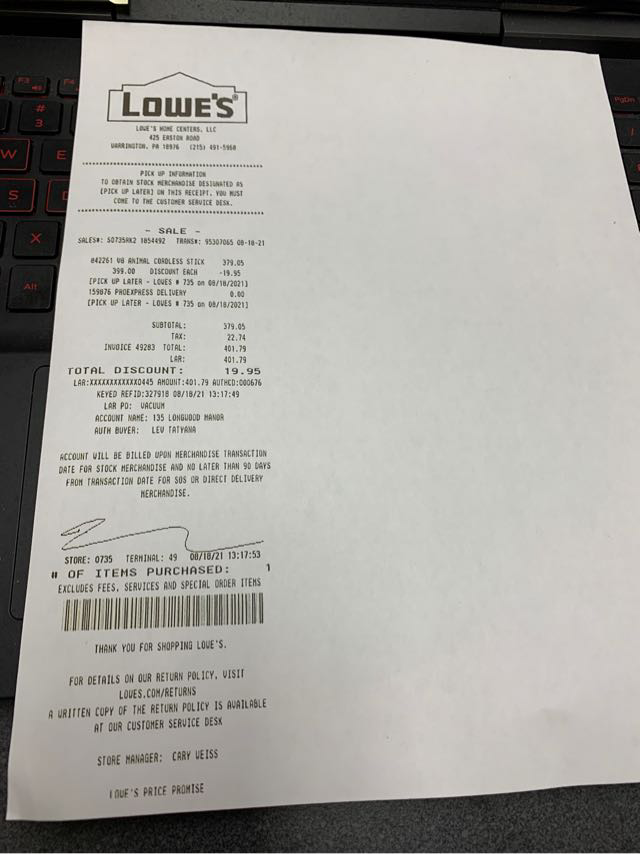 LOWE'S®
LOWE'S HOME CENTERS, LLC
425 EASTON ROAD
WARRINGTON, PA 18976 (215) 491-5968
PICK UP INFORMATION
TO OBTAIN STOCK MERCHANDISE DESIGNATED AS
[PICK UP LATER] ON THIS RECEIPT, YOU MUST
COME TO THE CUSTOMER SERVICE DESK.
- SALE -
SALES#: S0735RK2 1854492 TRANS#: 95307065 08-18-21
842261 V8 ANIMAL CORDLESS STICK 379.05
399.00 DISCOUNT EACH -19.95
[PICK UP LATER - LOWES # 735 on 08/18/2021]
159876 PROEXPRESS DELIVERY 0.00
[PICK UP LATER - LOWES # 735 on 08/18/2021]
SUBTOTAL: 379.05
TAX: 22.74
INVOICE 49283 TOTAL: 401.79
LAR: 401.79
TOTAL DISCOUNT: 19.95
LAR:XXXXXXXXXXXX0445 AMOUNT:401.79 AUTHCD:000676
KEYED REFID:327918 08/18/21 13:17:49
LAR PO: VACUUM
ACCOUNT NAME: 135 LONGWOOD MANOR
AUTH BUYER: LEV TATYANA
ACCOUNT WILL BE BILLED UPON MERCHANDISE TRANSACTION
DATE FOR STOCK MERCHANDISE AND NO LATER THAN 90 DAYS
FROM TRANSACTION DATE FOR SOS OR DIRECT DELIVERY
MERCHANDISE.
STORE: 0735 TERMINAL: 49 08/18/21 13:17:53
# OF ITEMS PURCHASED: 1
EXCLUDES FEES, SERVICES AND SPECIAL ORDER ITEMS
THANK YOU FOR SHOPPING LOWE'S.
FOR DETAILS ON OUR RETURN POLICY, VISIT
LOWES.COM/RETURNS
A WRITTEN COPY OF THE RETURN POLICY IS AVAILABLE
AT OUR CUSTOMER SERVICE DESK
STORE MANAGER: CARY WEISS
LOWE'S PRICE PROMISE
F3
F4
#
3
W
E
S
X
Alt
PgDn